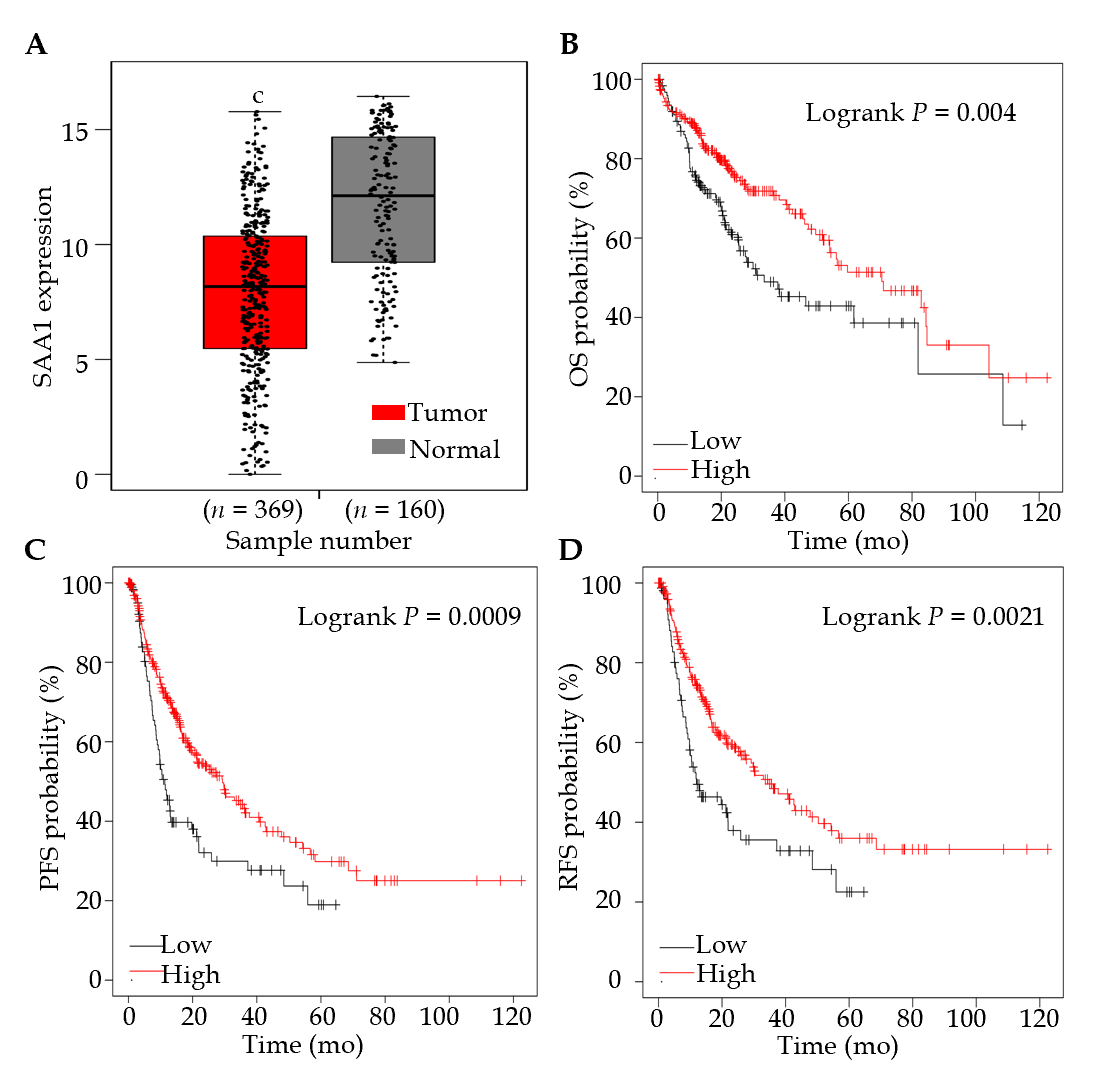 A
SAA1 expression
15
10
5
0
c
Tumor
Normal
(n = 369) (n = 160)
Sample number
B
OS probability (%)
100
80
60
40
20
0
Logrank P = 0.004
Low
High
0 20 40 60 80 100 120
Time (mo)
C
PFS probability (%)
100
80
60
40
20
0
Logrank P = 0.0009
Low
High
0 20 40 60 80 100 120
Time (mo)
D
RFS probability (%)
100
80
60
40
20
0
Logrank P = 0.0021
Low
High
0 20 40 60 80 100 120
Time (mo)